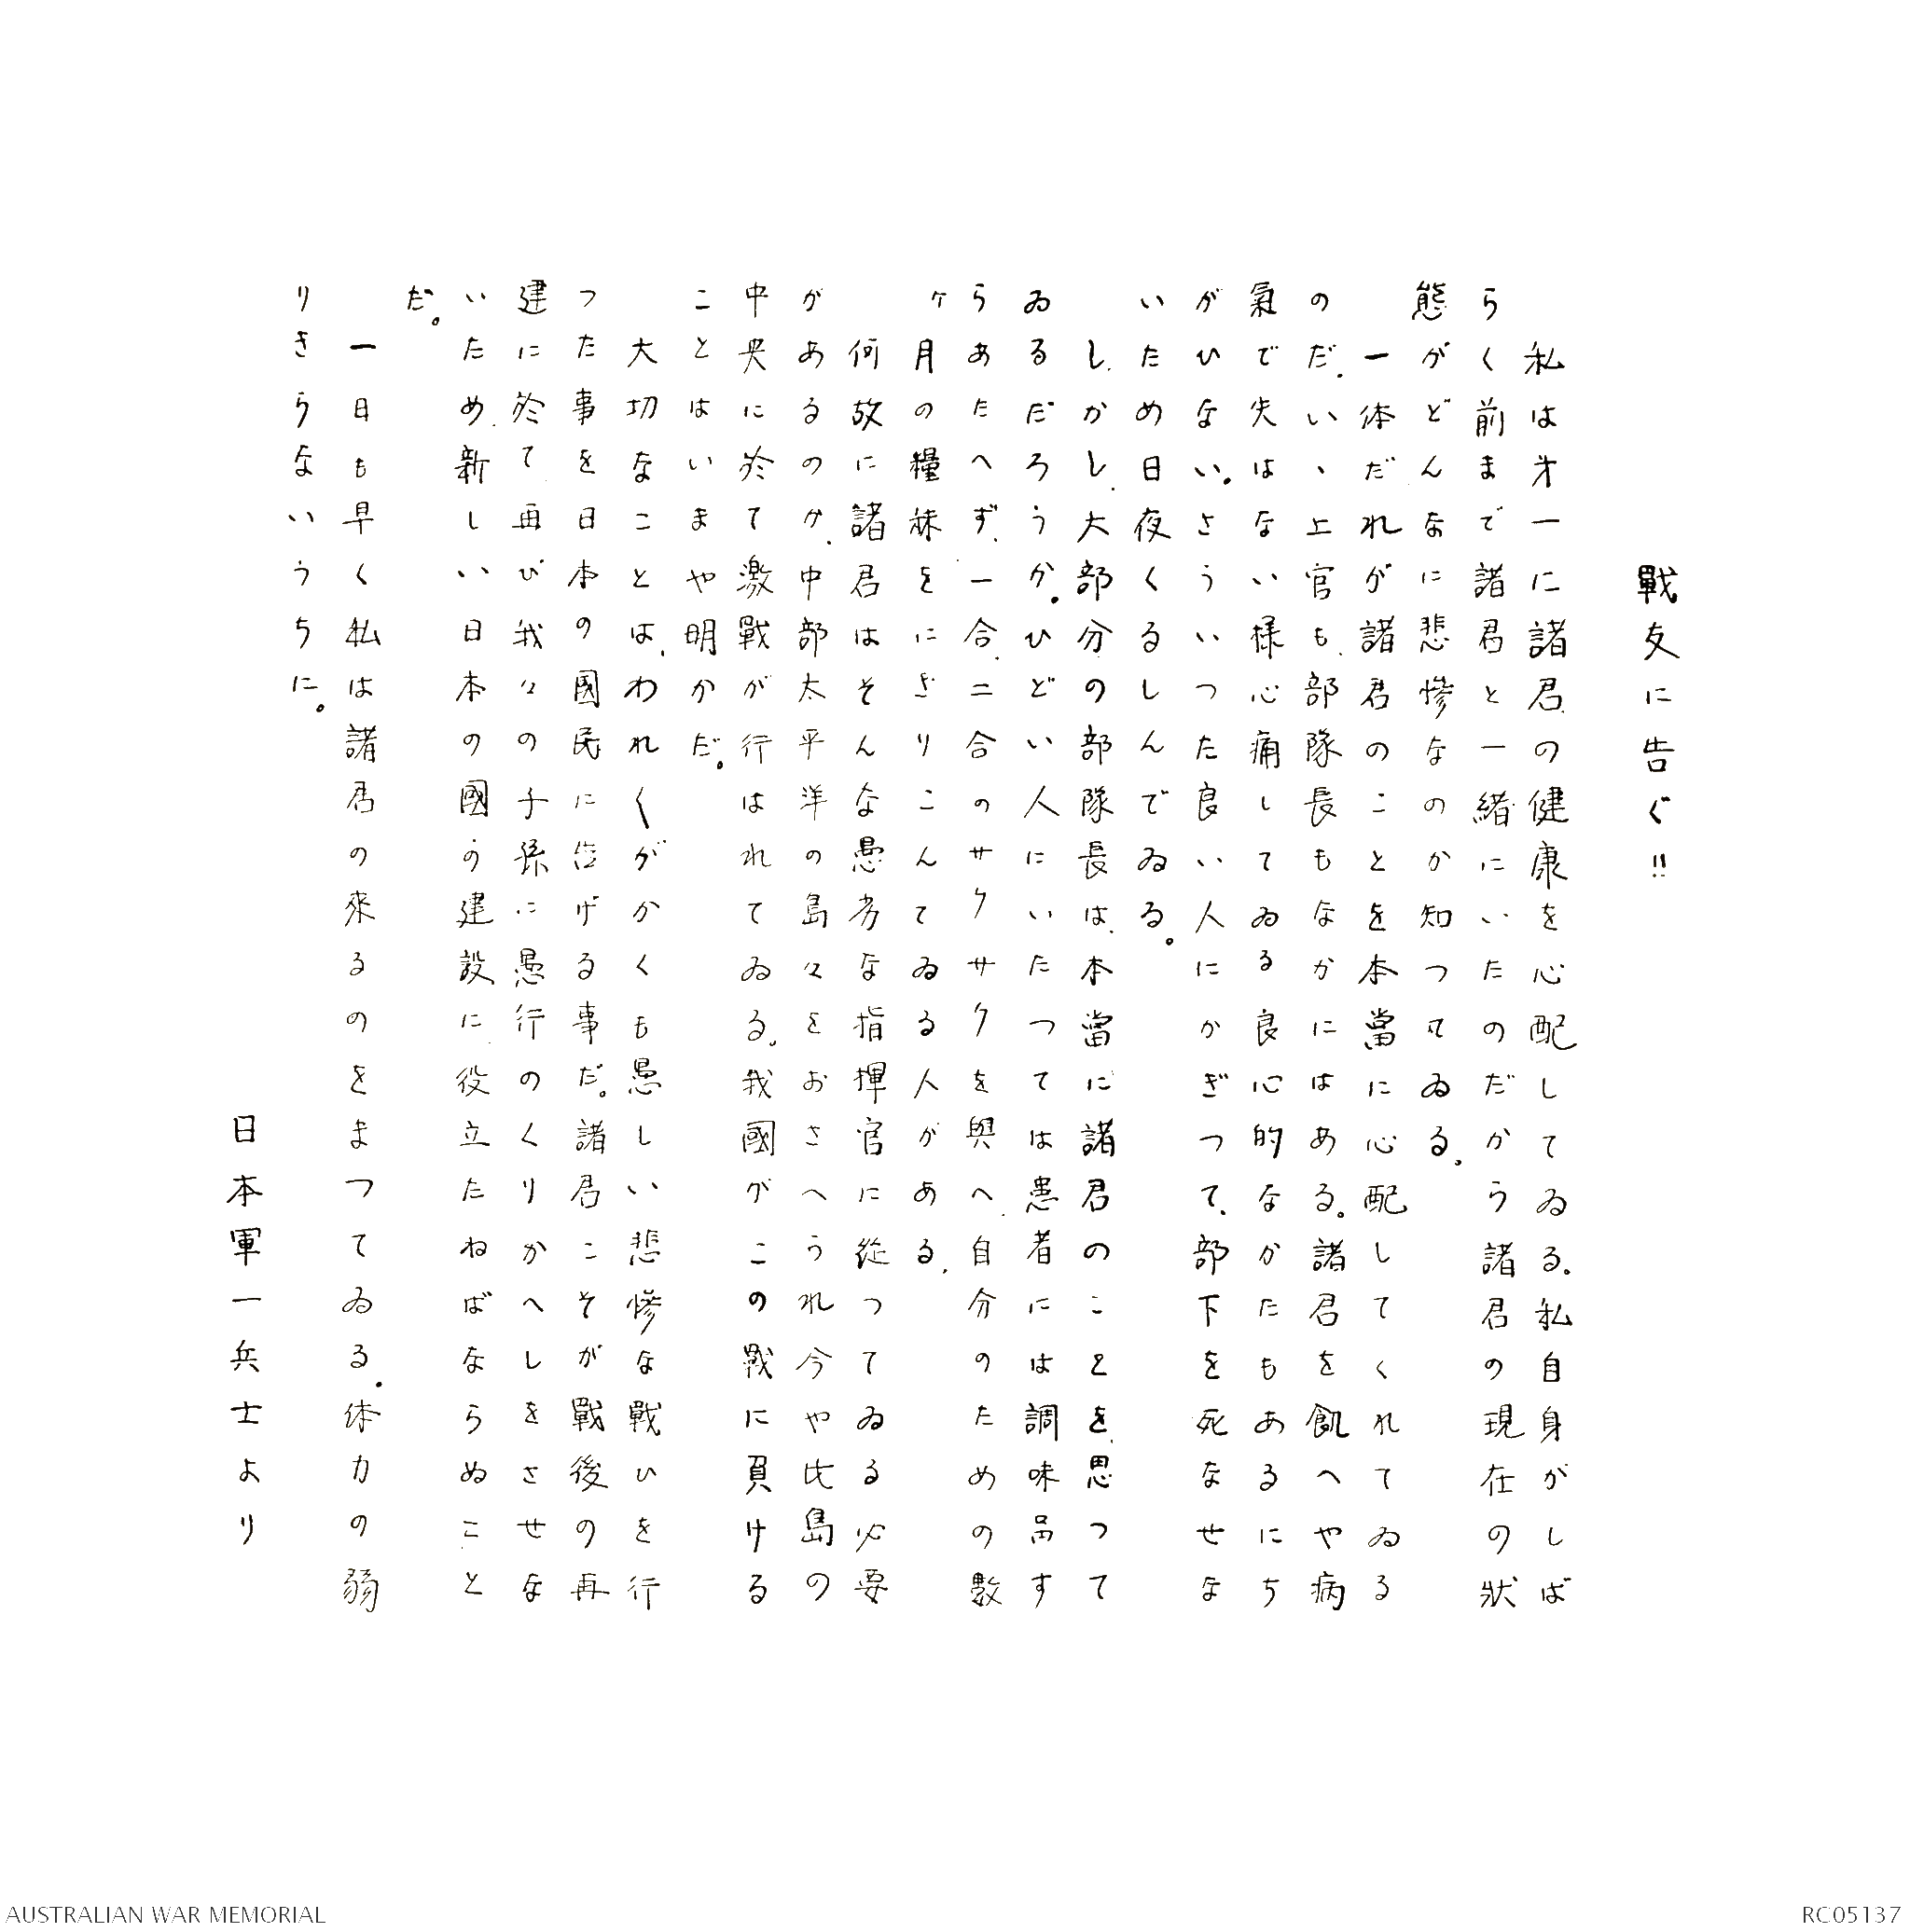 戰友に告ぐ!!
私は才一に諸君の健康を心配してゐる。私自身がしば
らく前まで諸君と一緒にいたのだから諸君の現在の狀
態がどんなに悲慘なのか知つてゐる。
一体だれが諸君のことを本當に心配してくれてゐる
のだ、いゝ上官も、部隊長もなかにはある。諸君を飢へや病
氣で失はない様心痛してゐる良心的なかたもあるにち
がひない。さういつた良い人にかぎつて、部下を死なせな
いため日夜くるしんでゐる。
しかし、大部分の部隊長は、本當に諸君のことを、思つて
ゐるだろうか。ひどい人にいたつては患者には調味品す
らあたへず、一合、二合のサクサクを與へ、自分のための數
ケ月の糧秣をにぎりこんてゐる人がある、
何故に諸君はそんな愚劣な指揮官に従つてゐる必要
があるのか、中部太平洋の島々をおさへうれ今や比島の
中央に於て激戰が行はれてゐる。我國がこの戰に負ける
ことはいまや明かだ。
大切なことは、われ〱がかくも愚しい悲慘な戰ひを行
つた事を日本の國民に告げる事だ。諸君こそが戰後の再
建に於て再び我々の子孫に愚行のくりかへしをさせな
いため、新しい日本の國の建設に役立たねばならぬこと
だ。
一日も早く私は諸君の來るのをまつてゐる。体力の弱
りきらないうちに。
日本軍一兵士より
AUSTRALIAN WAR MEMORIAL
RC05137